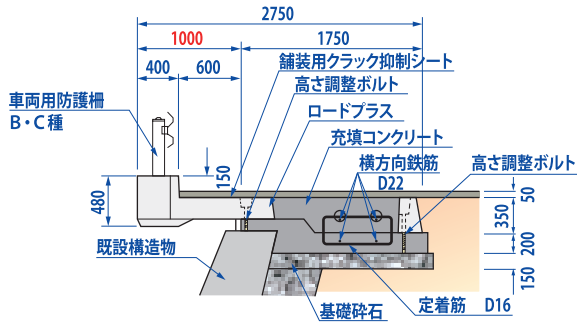 2750
1000
1750
400
600
舗装用クラック抑制シート
高さ調整ボルト
車両用防護柵
B・C種
ロードプラス
充填コンクリート
150
横方向鉄筋
D22
高さ調整ボルト
50
480
350
200
既設構造物
150
基礎砕石
定着筋 D16